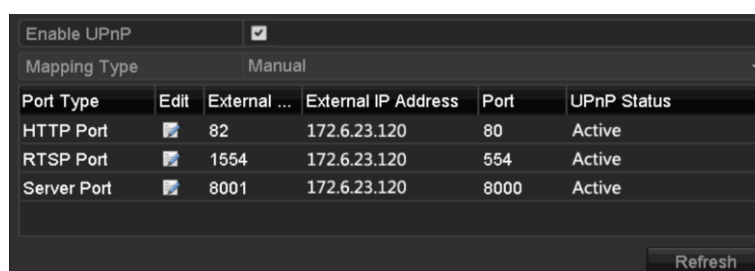 Enable UPnP
Mapping Type Manual
Port Type Edit External ... External IP Address Port UPnP Status
HTTP Port 82 172.6.23.120 80 Active
RTSP Port 1554 172.6.23.120 554 Active
Server Port 8001 172.6.23.120 8000 Active
Refresh